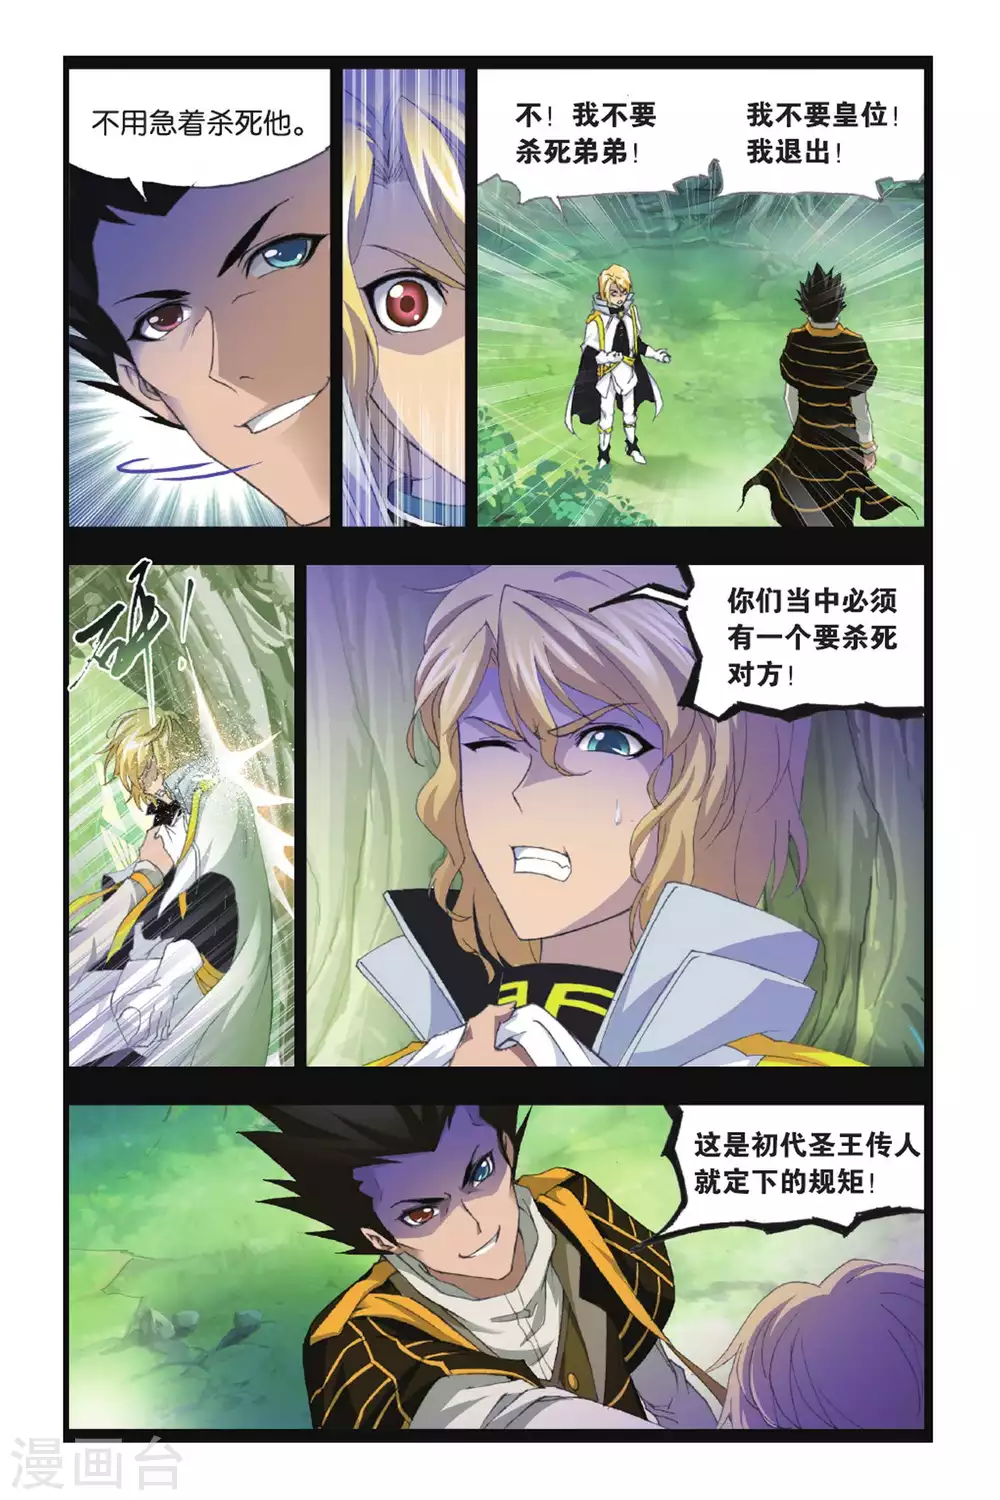 不用急着杀死他。
不！我不要
杀死弟弟！
我不要皇位！
我退出！
砰！
你们当中必须
有一个要杀死
对方！
这是初代圣王传人
就定下的规矩！
漫画台